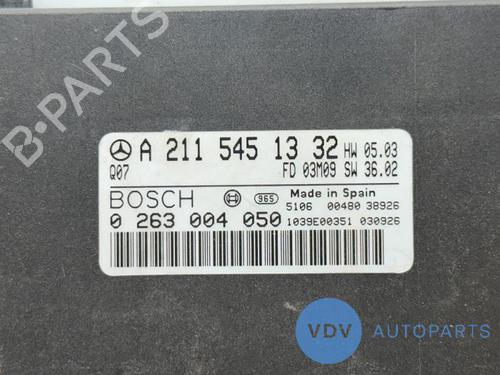 B-PARTS
A 211 545 13 32 HW 05.03
Q07 FD 03M09 SW 36.02
BOSCH 965 Made in Spain
5106 00480 38926
0 263 004 050 1039E00351 030926
VDV AUTOPARTS